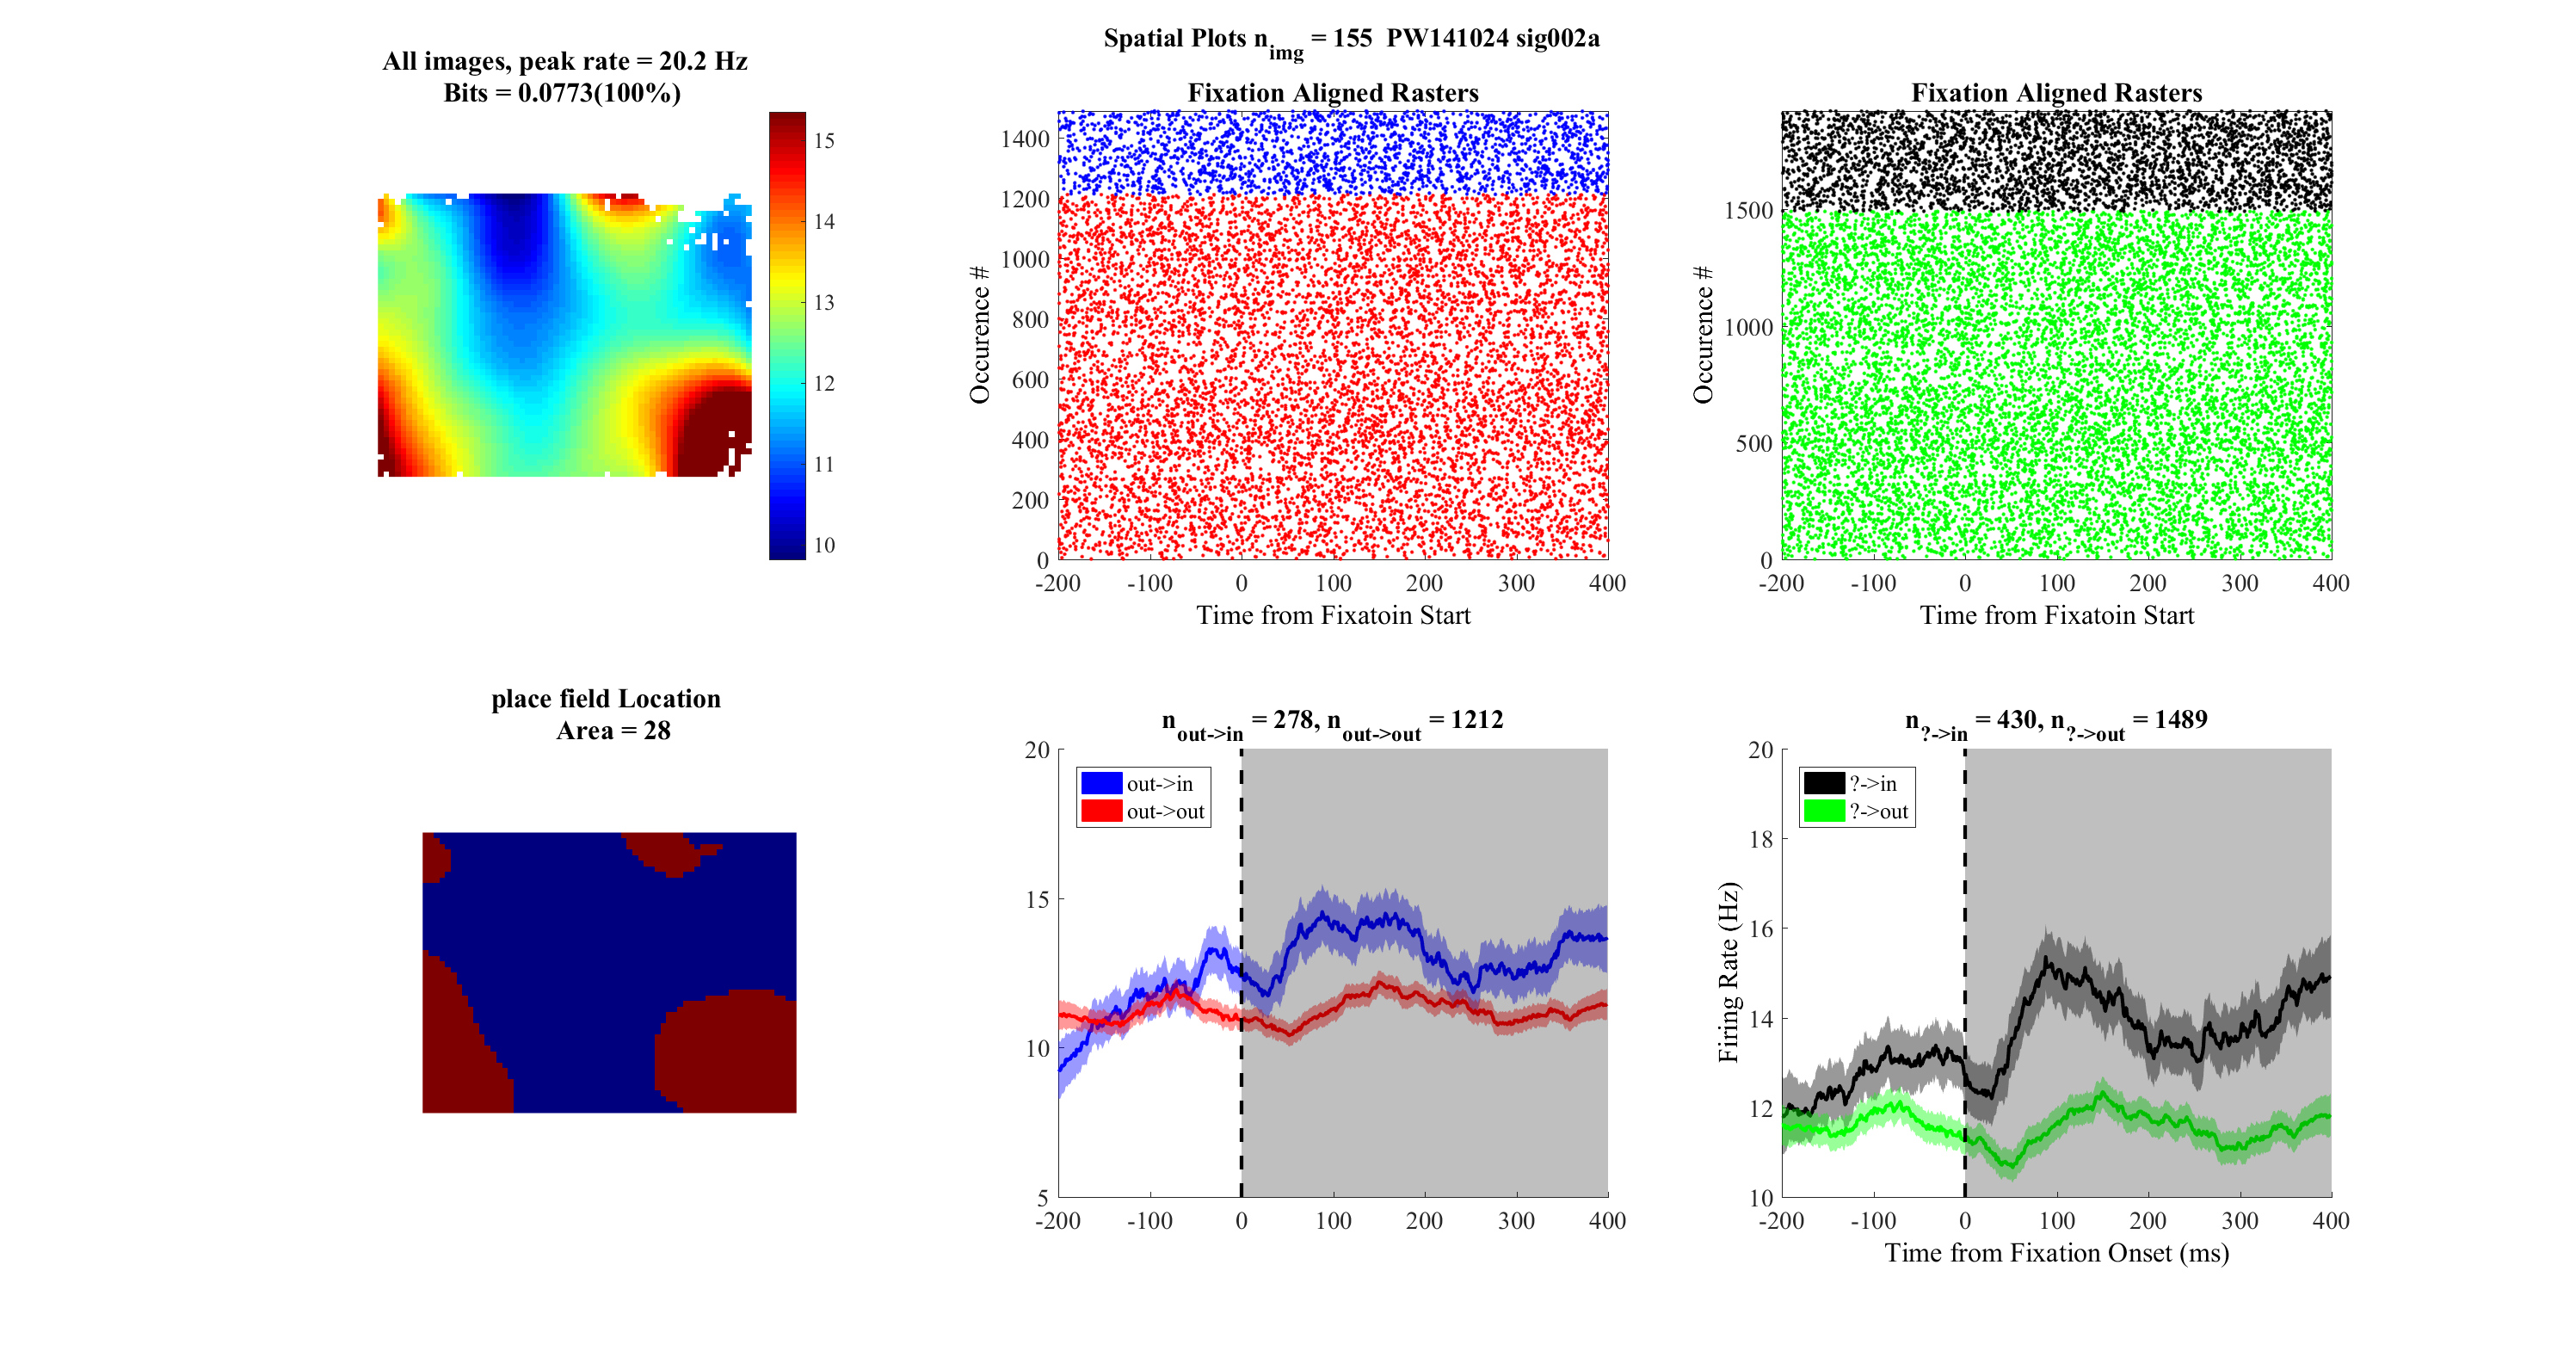 Spatial Plots n_img = 155 PW141024 sig002a
All images, peak rate = 20.2 Hz
Bits = 0.0773(100%)
15
14
13
12
11
10
Fixation Aligned Rasters
1400
1200
1000
800
600
400
200
0
Occurence #
-200 -100 0 100 200 300 400
Time from Fixatoin Start
Fixation Aligned Rasters
1500
1000
500
0
Occurence #
-200 -100 0 100 200 300 400
Time from Fixatoin Start
place field Location
Area = 28
n_out->in = 278, n_out->out = 1212
20
15
10
5
out->in
out->out
-200 -100 0 100 200 300 400
n_?->in = 430, n_?->out = 1489
20
18
16
14
12
10
Firing Rate (Hz)
?->in
?->out
-200 -100 0 100 200 300 400
Time from Fixation Onset (ms)